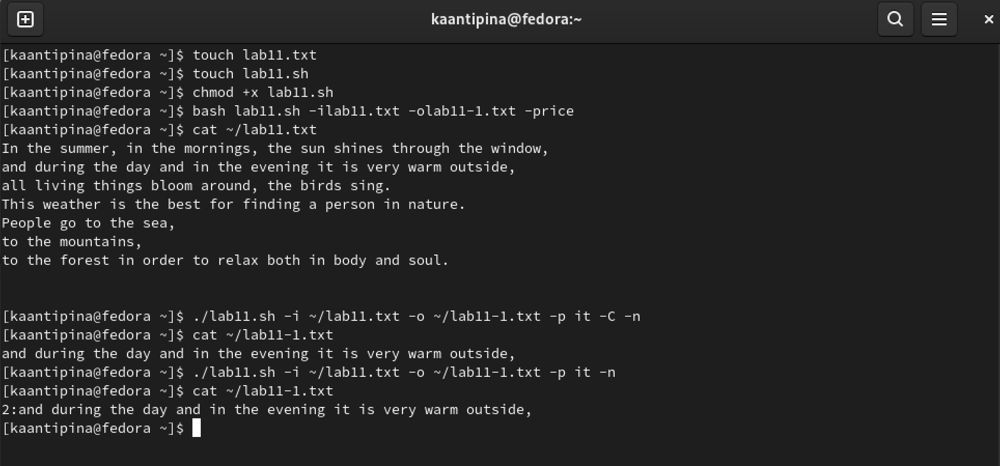 kaantipina@fedora:~
[kaantipina@fedora ~]$ touch lab11.txt
[kaantipina@fedora ~]$ touch lab11.sh
[kaantipina@fedora ~]$ chmod +x lab11.sh
[kaantipina@fedora ~]$ bash lab11.sh -ilab11.txt -olab11-1.txt -price
[kaantipina@fedora ~]$ cat ~/lab11.txt
In the summer, in the mornings, the sun shines through the window,
and during the day and in the evening it is very warm outside,
all living things bloom around, the birds sing.
This weather is the best for finding a person in nature.
People go to the sea,
to the mountains,
to the forest in order to relax both in body and soul.
[kaantipina@fedora ~]$ ./lab11.sh -i ~/lab11.txt -o ~/lab11-1.txt -p it -C -n
[kaantipina@fedora ~]$ cat ~/lab11-1.txt
and during the day and in the evening it is very warm outside,
[kaantipina@fedora ~]$ ./lab11.sh -i ~/lab11.txt -o ~/lab11-1.txt -p it -n
[kaantipina@fedora ~]$ cat ~/lab11-1.txt
2:and during the day and in the evening it is very warm outside,
[kaantipina@fedora ~]$